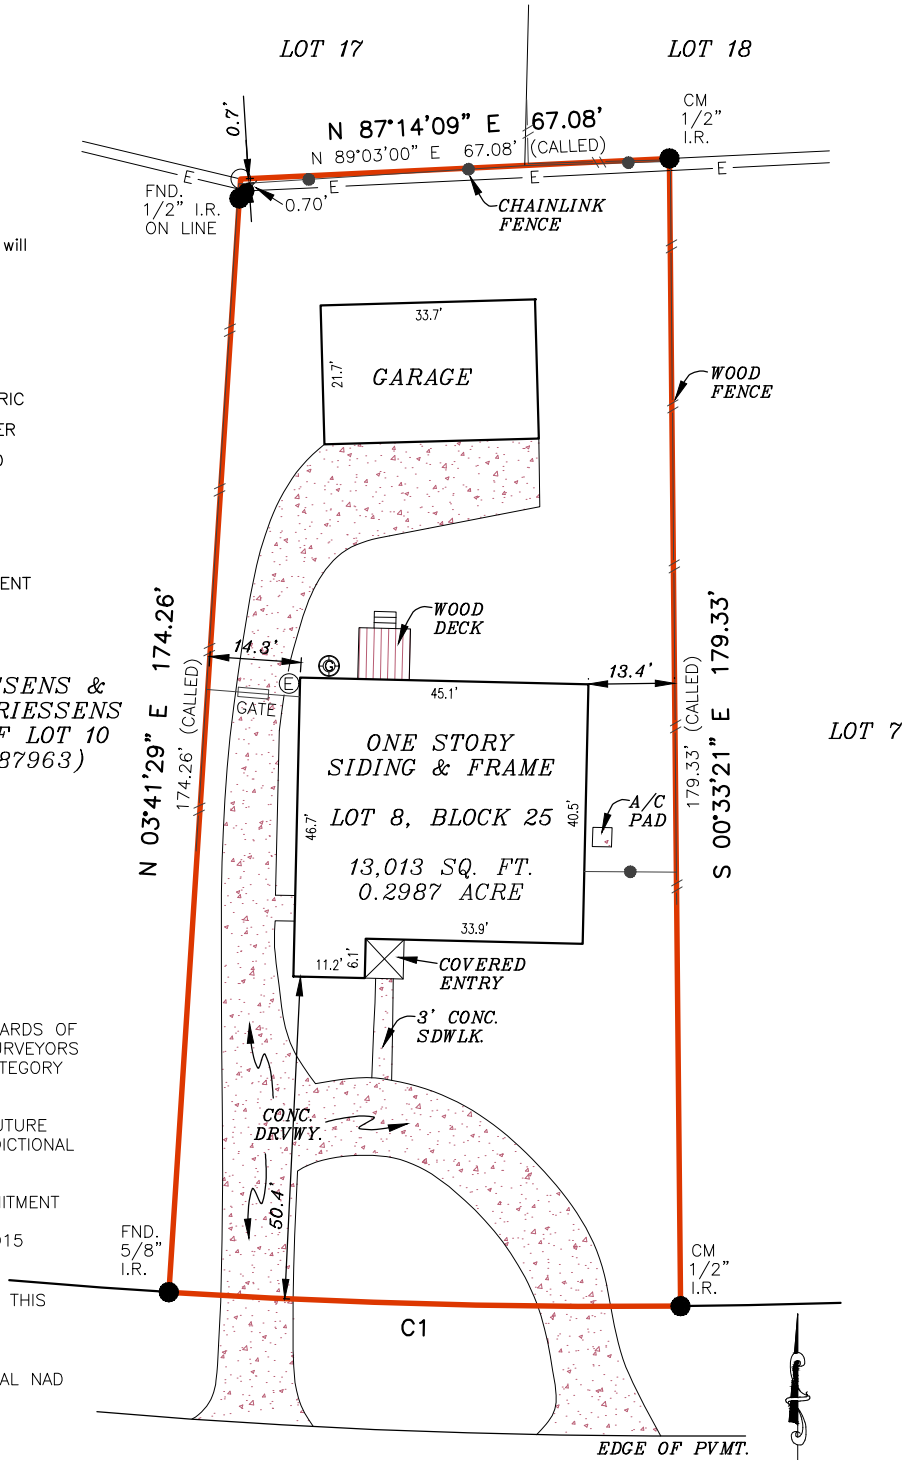 LOT 17
LOT 18
0.7'
N 87°14'09" E 67.08'
N 89°03'00" E 67.08' (CALLED)
CM
1/2"
I.R.
E
E
E
E
FND.
1/2" I.R.
ON LINE
0.70'
CHAINLINK
FENCE
will
33.7'
21.7'
GARAGE
WOOD
FENCE
RIC
ER
ENT
N 03°41'29" E 174.26'
174.26' (CALLED)
WOOD
DECK
14.3'
G
E
GATE
13.4'
45.1'
S 00°33'21" E 179.33'
179.33' (CALLED)
SSENS &
RIESSENS
F LOT 10
87963)
LOT 7
ONE STORY
SIDING & FRAME
LOT 8, BLOCK 25
13,013 SQ. FT.
0.2987 ACRE
46.7'
40.5'
A/C
PAD
33.9'
11.2'
6.1'
COVERED
ENTRY
3' CONC.
SDWLK.
ARDS OF
URVEYORS
TEGORY
CONC.
DRVWY.
UTURE
DICTIONAL
50.4'
ITMENT
015
FND.
5/8"
I.R.
CM
1/2"
I.R.
THIS
C1
AL NAD
EDGE OF PVMT.